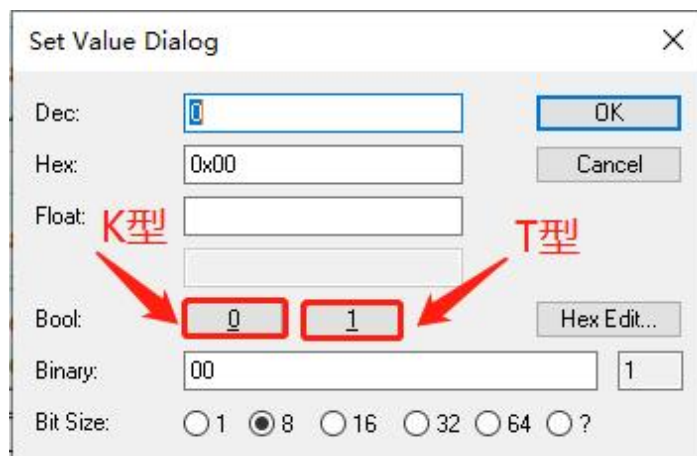 Set Value Dialog
Dec: 0 OK
Hex: 0x00 Cancel
Float:
K型 T型
Bool: 0 1 Hex Edit...
Binary: 00 1
Bit Size: 1 8 16 32 64 ?